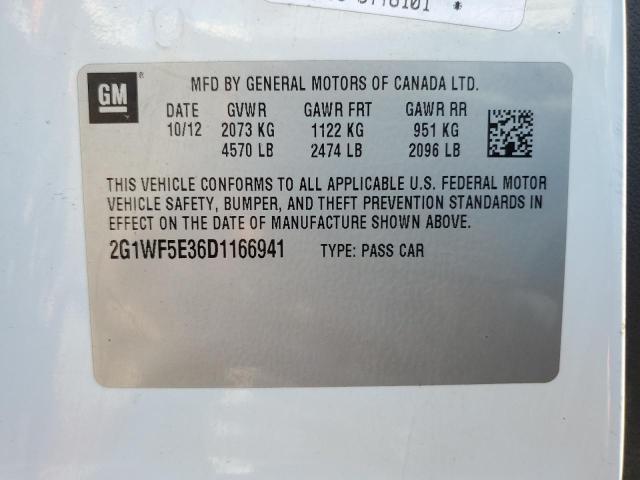 GM
MFD BY GENERAL MOTORS OF CANADA LTD.
DATE GVWR GAWR FRT GAWR RR
10/12 2073 KG 1122 KG 951 KG
4570 LB 2474 LB 2096 LB
THIS VEHICLE CONFORMS TO ALL APPLICABLE U.S. FEDERAL MOTOR
VEHICLE SAFETY, BUMPER, AND THEFT PREVENTION STANDARDS IN
EFFECT ON THE DATE OF MANUFACTURE SHOWN ABOVE.
2G1WF5E36D1166941 TYPE: PASS CAR